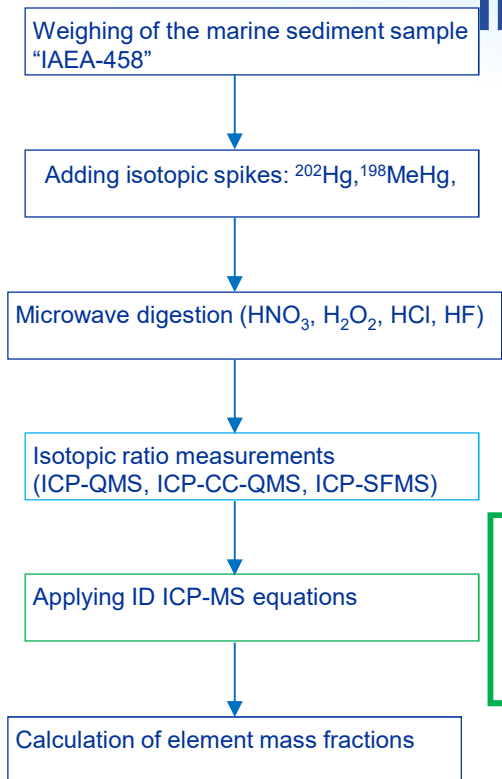 Weighing of the marine sediment sample
“IAEA-458”
Adding isotopic spikes: ²⁰²Hg,¹⁹⁸MeHg,
Microwave digestion (HNO₃, H₂O₂, HCl, HF)
Isotopic ratio measurements
(ICP-QMS, ICP-CC-QMS, ICP-SFMS)
Applying ID ICP-MS equations
Calculation of element mass fractions